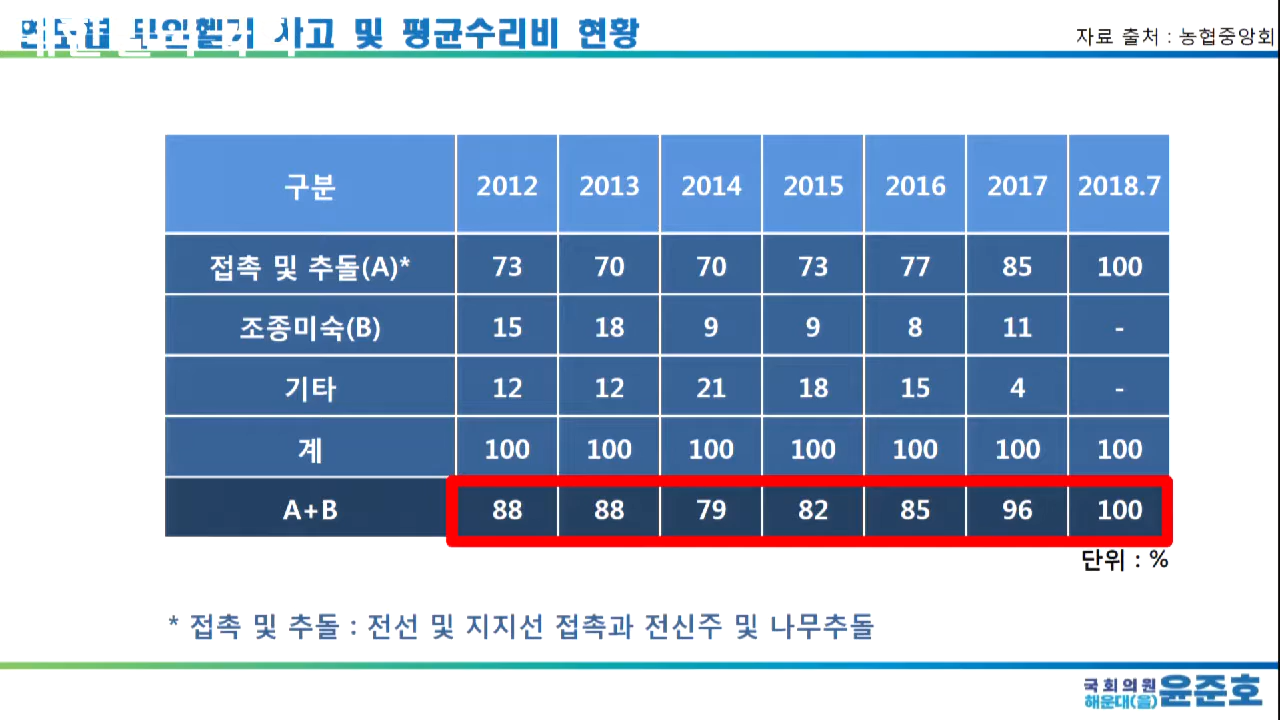 사고 및 평균수리비 현황
자료 출처 : 농협중앙회
구분 2012 2013 2014 2015 2016 2017 2018.7
접촉 및 추돌(A)* 73 70 70 73 77 85 100
조종미숙(B) 15 18 9 9 8 11 -
기타 12 12 21 18 15 4 -
계 100 100 100 100 100 100 100
A+B 88 88 79 82 85 96 100
단위 : %
* 접촉 및 추돌 : 전선 및 지지선 접촉과 전신주 및 나무추돌
국회의원
해운대(을)
윤준호